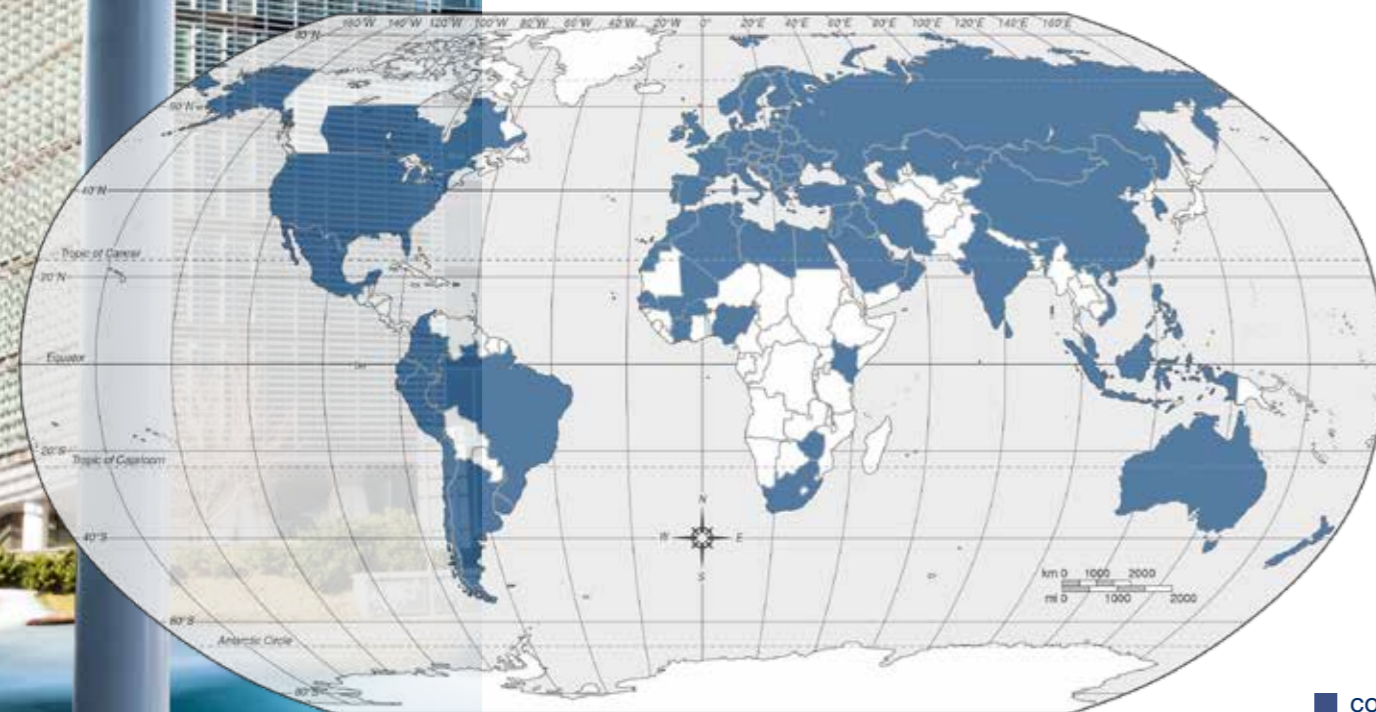 160°W 140°W 120°W 100°W 80°W 60°W 40°W 20°W 0° 20°E 40°E 60°E 80°E 100°E 120°E 140°E 160°E
80°N
60°N
40°N
Tropic of Cancer
20°N
Equator
20°S
Tropic of Capricorn
N
40°S
W E
S
km 0 1000 2000
mi 0 1000 2000
60°S
Antarctic Circle
80°S